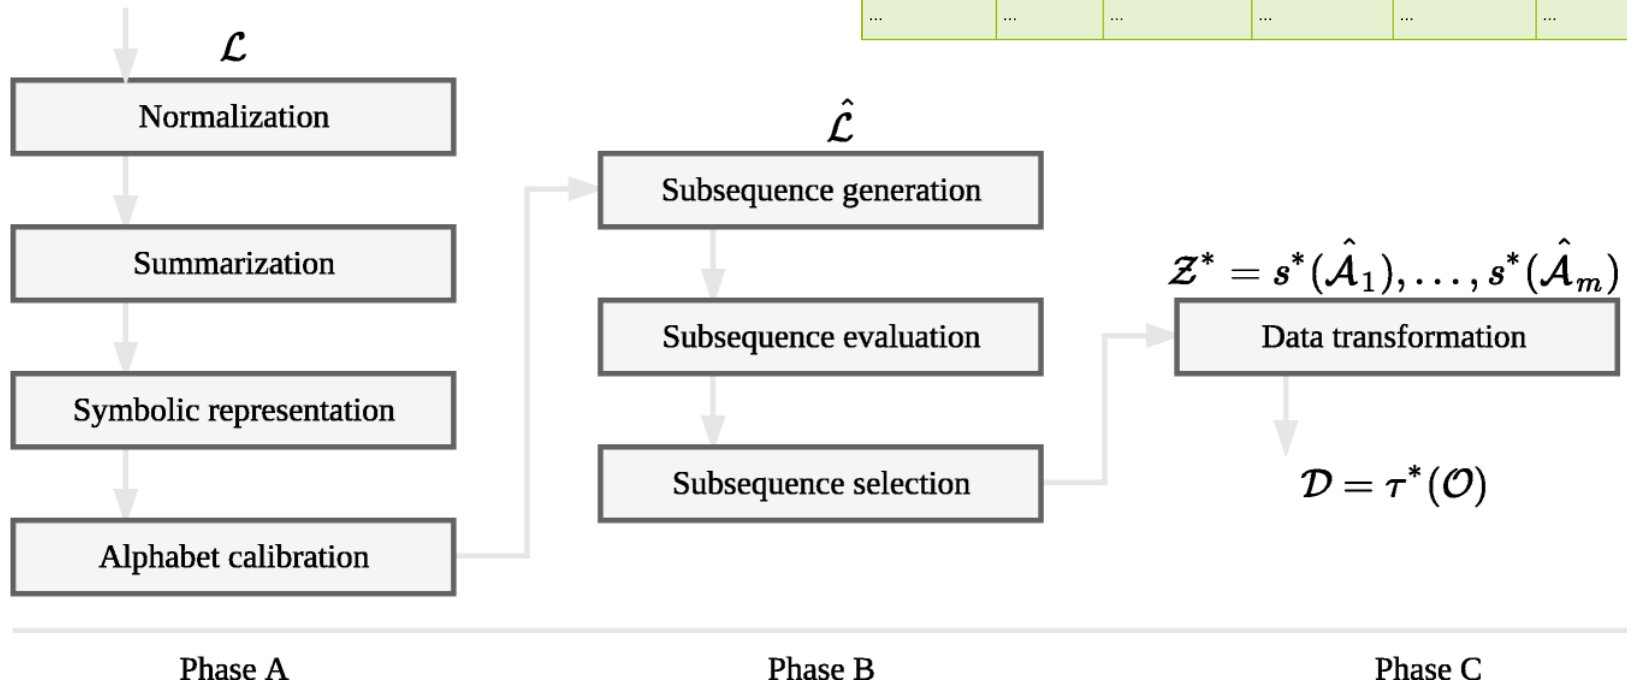 ... ... ... ... ... ...
ℒ
Normalization
Summarization
Symbolic representation
Alphabet calibration
Phase A
ℒ̂
Subsequence generation
Subsequence evaluation
Subsequence selection
Phase B
𝒵* = s*(𝒜̂₁), . . . , s*(𝒜̂ₘ)
Data transformation
𝒟 = τ*(𝒪)
Phase C